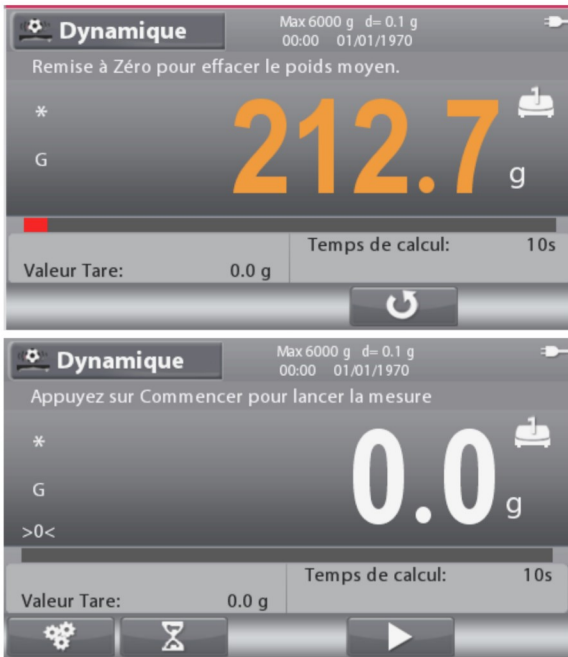 Dynamique
Max 6000 g d= 0.1 g
00:00 01/01/1970
Remise à Zéro pour effacer le poids moyen.
*
1
G
212.7 g
Temps de calcul: 10s
Valeur Tare: 0.0 g
Dynamique
Max 6000 g d= 0.1 g
00:00 01/01/1970
Appuyez sur Commencer pour lancer la mesure
*
1
G
0.0 g
>0<
Temps de calcul: 10s
Valeur Tare: 0.0 g